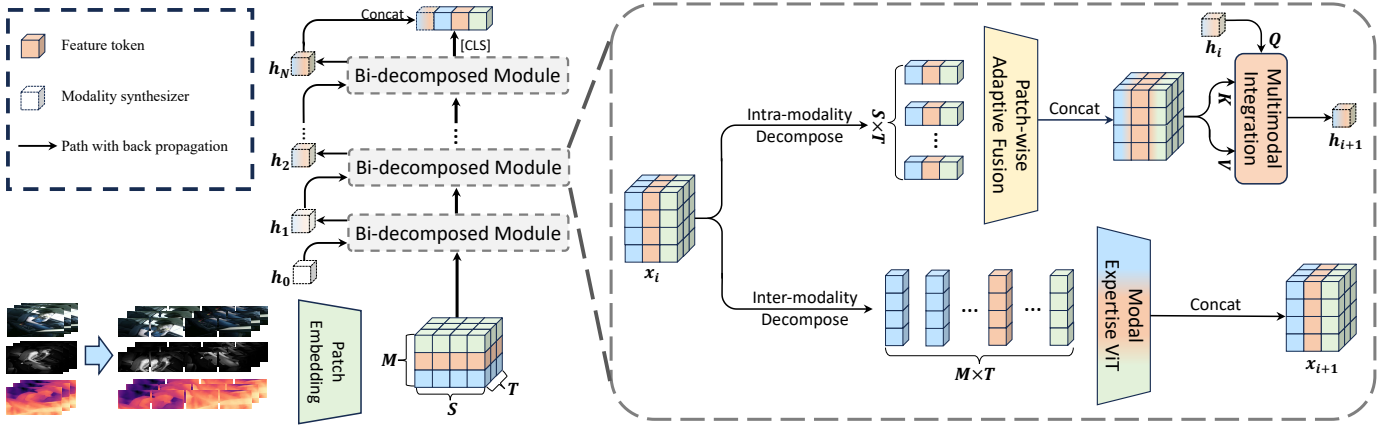 Feature token
Modality synthesizer
Path with back propagation
Concat
[CLS]
h_N
Bi-decomposed Module
...
h_2
Bi-decomposed Module
h_1
Bi-decomposed Module
h_0
Patch
Embedding
M
S
T
x_i
Intra-modality
Decompose
S×T
...
Patch-wise
Adaptive Fusion
Concat
h_i
Q
K
V
Multimodal
Integration
h_{i+1}
Inter-modality
Decompose
... ...
M×T
Modal
Expertise ViT
Concat
x_{i+1}